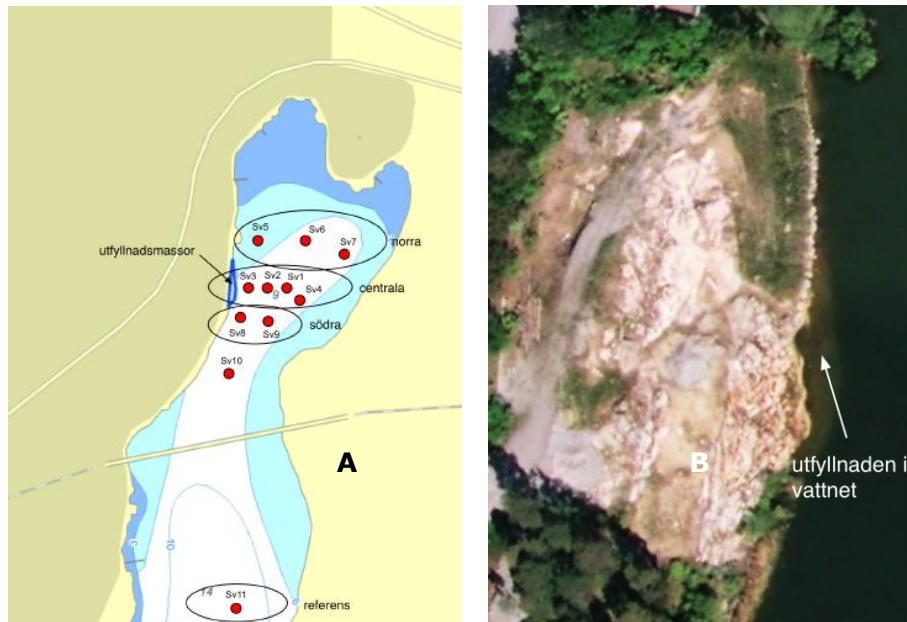 Sv5
Sv6
Sv7
norra
utfyllnadsmassor
Sv3
Sv2
Sv1
Sv4
9
centrala
Sv8
Sv9
södra
Sv10
A
10
14
Sv11
referens
B
utfyllnaden i
vattnet